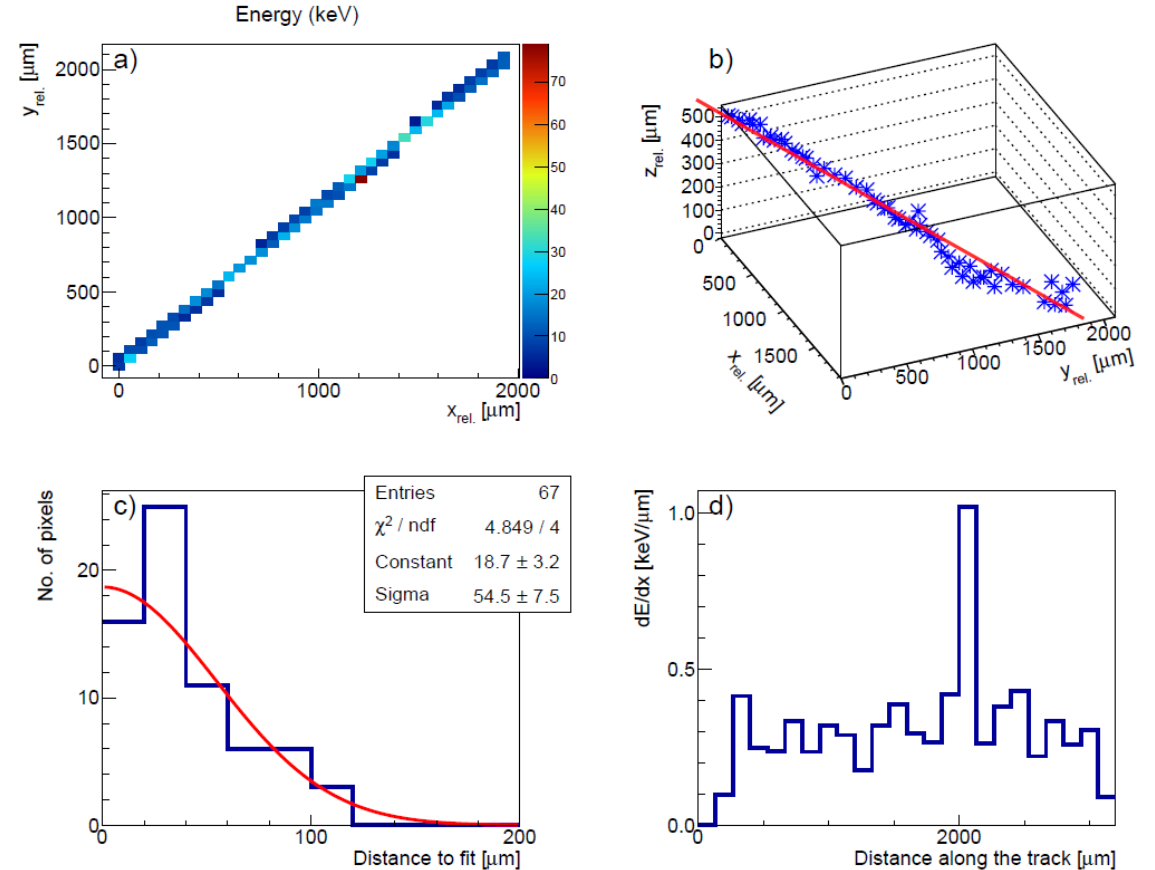 Energy (keV)
a)
y_rel. [μm]
2000
1500
1000
500
0
0
1000
2000
x_rel. [μm]
70
60
50
40
30
20
10
0
b)
z_rel. [μm]
500
400
300
200
100
0
0
500
1000
1500
x_rel. [μm]
0
500
1000
1500
2000
y_rel. [μm]
c)
No. of pixels
20
10
0
0
100
200
Distance to fit [μm]
Entries 67
χ² / ndf 4.849 / 4
Constant 18.7 ± 3.2
Sigma 54.5 ± 7.5
d)
dE/dx [keV/μm]
1.0
0.5
0.0
0
2000
Distance along the track [μm]